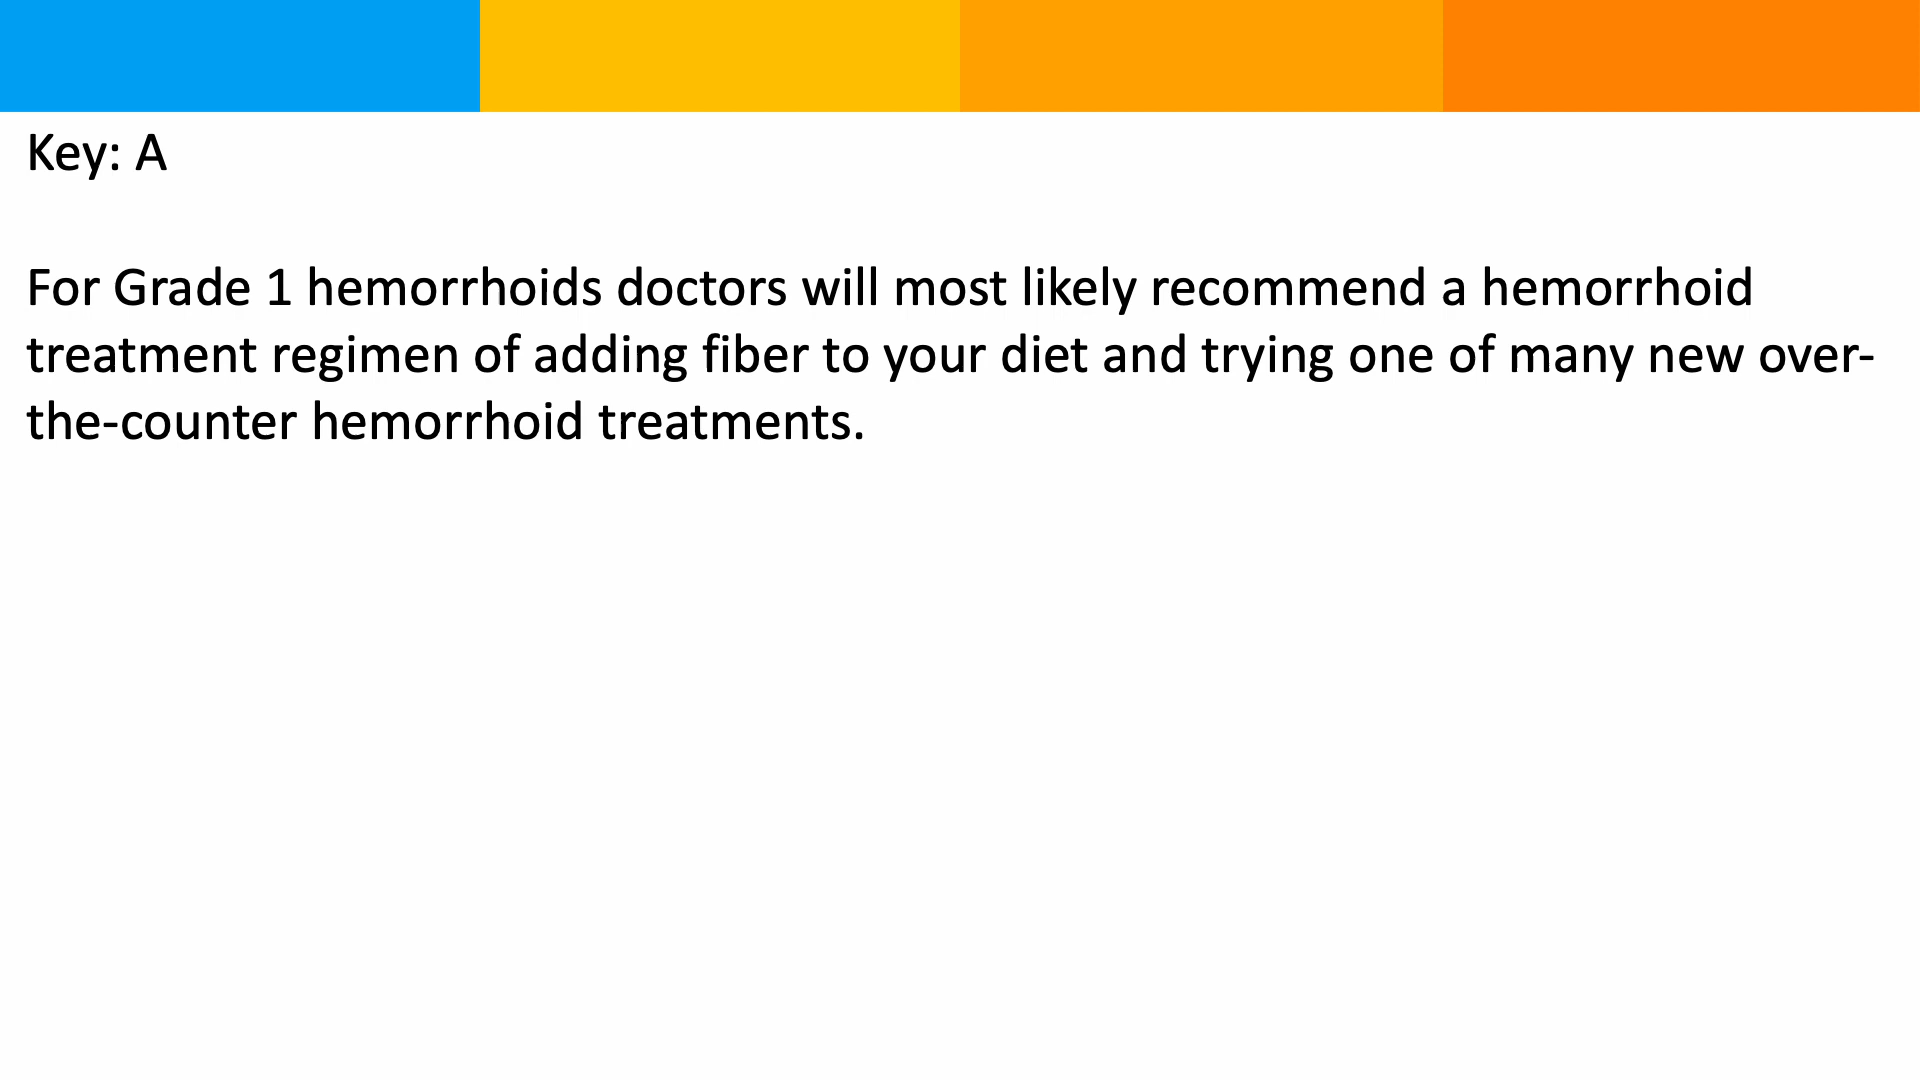 Key: A
For Grade 1 hemorrhoids doctors will most likely recommend a hemorrhoid
treatment regimen of adding fiber to your diet and trying one of many new over-
the-counter hemorrhoid treatments.